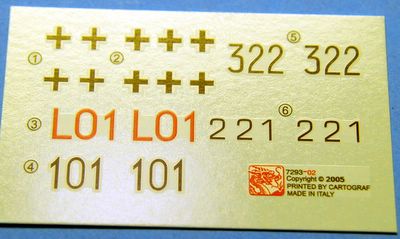 ① ② 322 322 ⑤
③ L01 L01 221 221 ⑥
④ 101 101
7293-02
Copyright © 2005
PRINTED BY CARTOGRAF
MADE IN ITALY